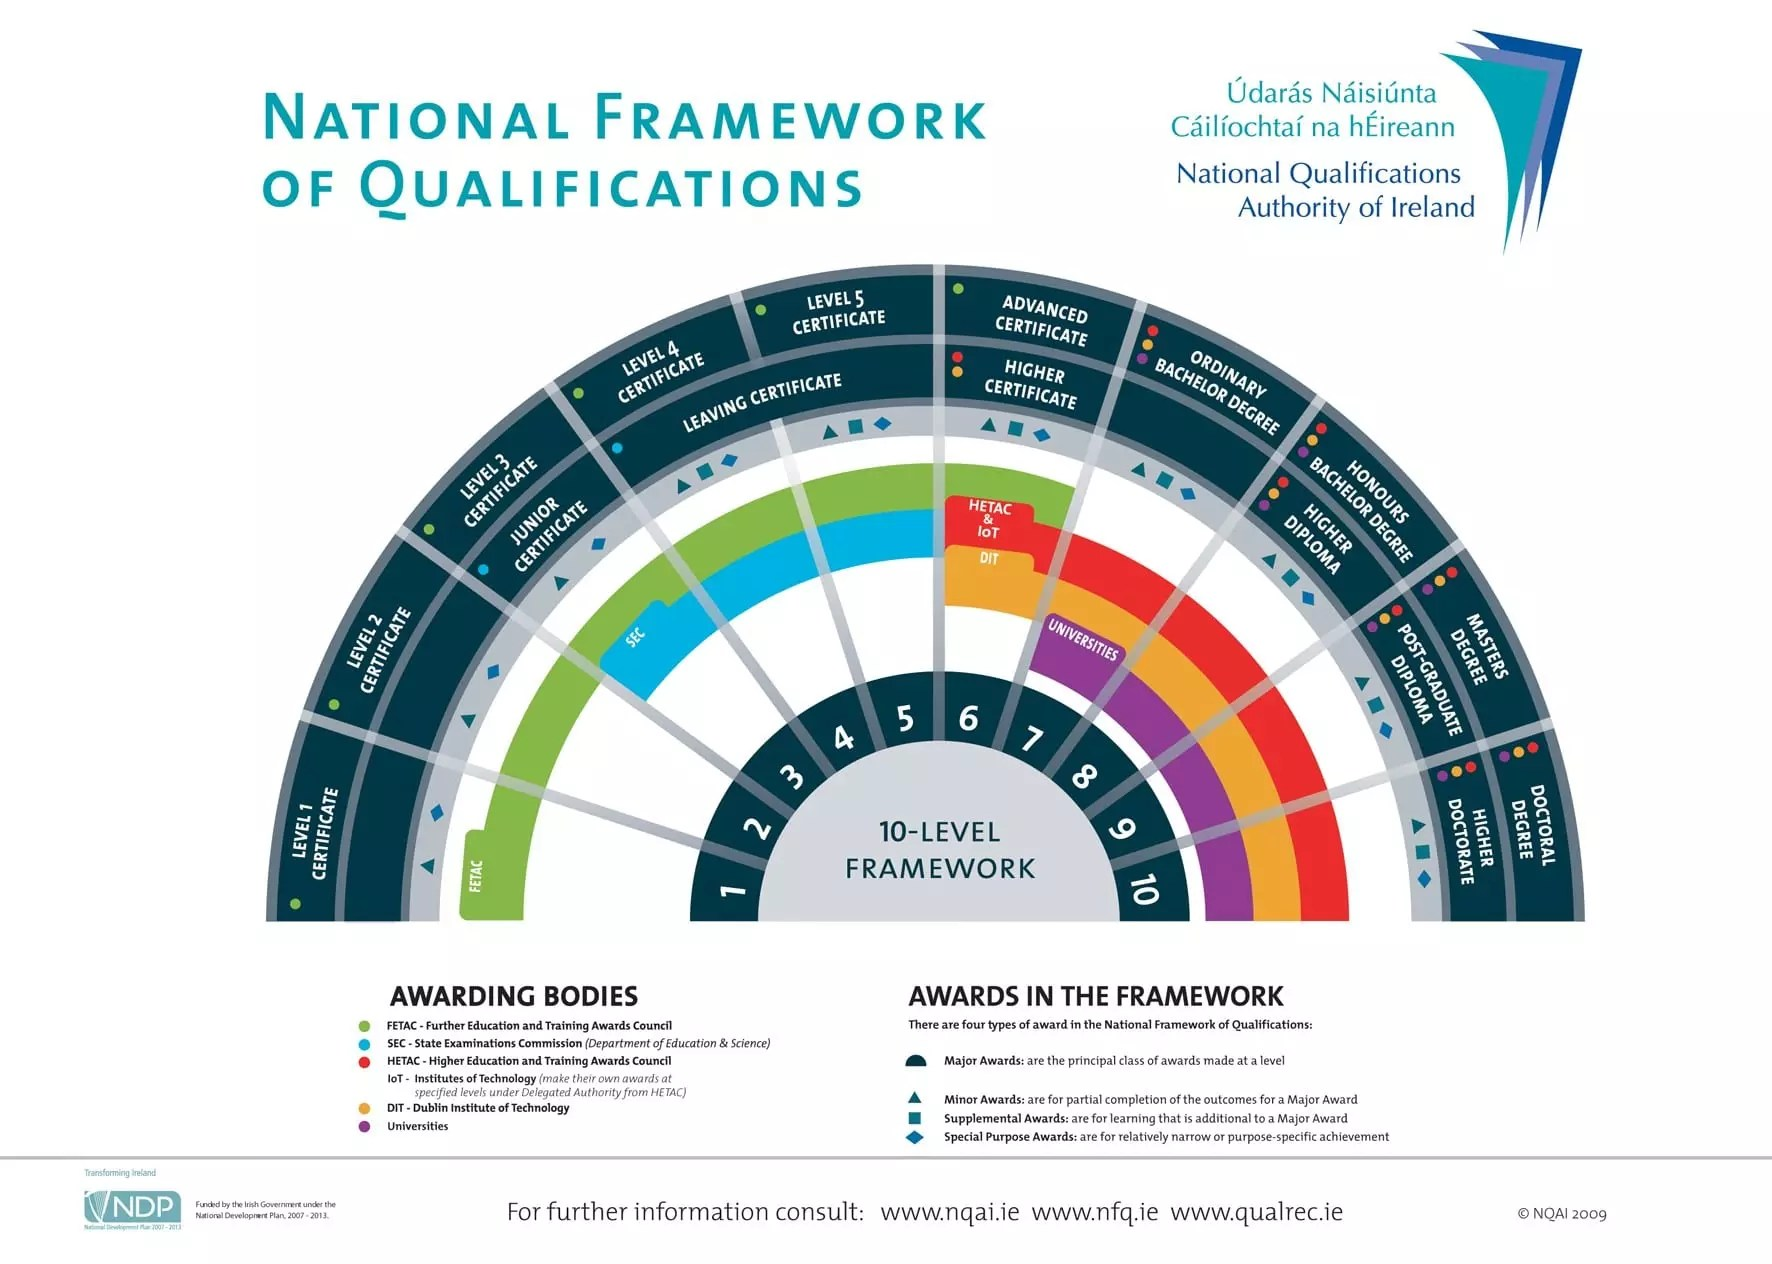 NATIONAL FRAMEWORK
OF QUALIFICATIONS
Údarás Náisiúnta
Cáilíochtaí na hÉireann
National Qualifications
Authority of Ireland
LEVEL 1
CERTIFICATE
LEVEL 2
CERTIFICATE
LEVEL 3
CERTIFICATE
JUNIOR
CERTIFICATE
LEVEL 4
CERTIFICATE
LEVEL 5
CERTIFICATE
LEAVING CERTIFICATE
ADVANCED
CERTIFICATE
HIGHER
CERTIFICATE
ORDINARY
BACHELOR DEGREE
HONOURS
BACHELOR DEGREE
HIGHER
DIPLOMA
MASTERS
DEGREE
POST-GRADUATE
DIPLOMA
DOCTORAL
DEGREE
HIGHER
DOCTORATE
FETAC
SEC
HETAC
&
IoT
DIT
UNIVERSITIES
1
2
3
4
5
6
7
8
9
10
10-LEVEL
FRAMEWORK
AWARDING BODIES
FETAC - Further Education and Training Awards Council
SEC - State Examinations Commission (Department of Education & Science)
HETAC - Higher Education and Training Awards Council
IoT - Institutes of Technology (make their own awards at
specified levels under Delegated Authority from HETAC)
DIT - Dublin Institute of Technology
Universities
AWARDS IN THE FRAMEWORK
There are four types of award in the National Framework of Qualifications:
Major Awards: are the principal class of awards made at a level
Minor Awards: are for partial completion of the outcomes for a Major Award
Supplemental Awards: are for learning that is additional to a Major Award
Special Purpose Awards: are for relatively narrow or purpose-specific achievement
Transforming Ireland
NDP
National Development Plan 2007 - 2013
Funded by the Irish Government under the
National Development Plan, 2007 - 2013.
For further information consult: www.nqai.ie www.nfq.ie www.qualrec.ie
© NQAI 2009